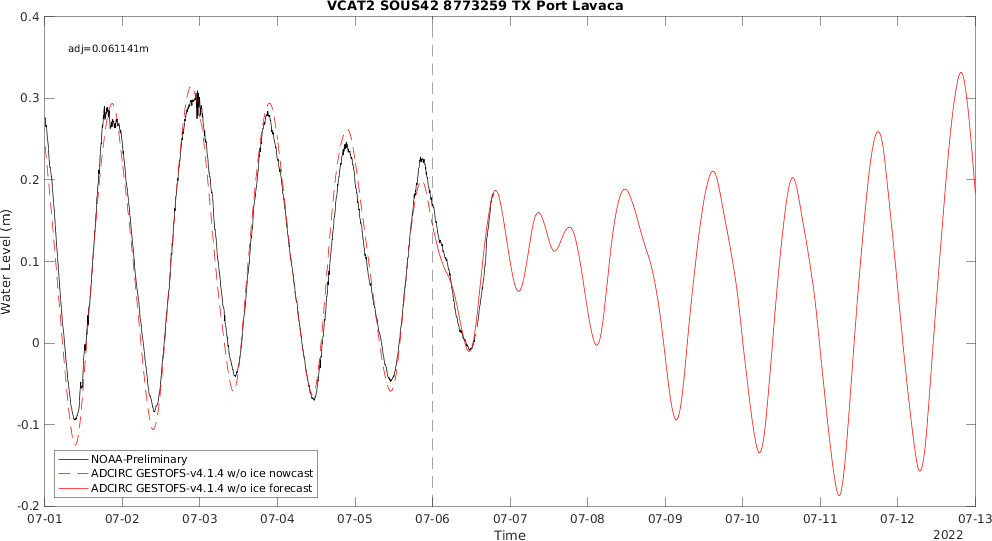 VCAT2 SOUS42 8773259 TX Port Lavaca
0.4
adj=0.061141m
0.3
0.2
Water Level (m)
0.1
0
-0.1
NOAA-Preliminary
ADCIRC GESTOFS-v4.1.4 w/o ice nowcast
ADCIRC GESTOFS-v4.1.4 w/o ice forecast
-0.2
07-01 07-02 07-03 07-04 07-05 07-06 07-07 07-08 07-09 07-10 07-11 07-12 07-13
Time
2022